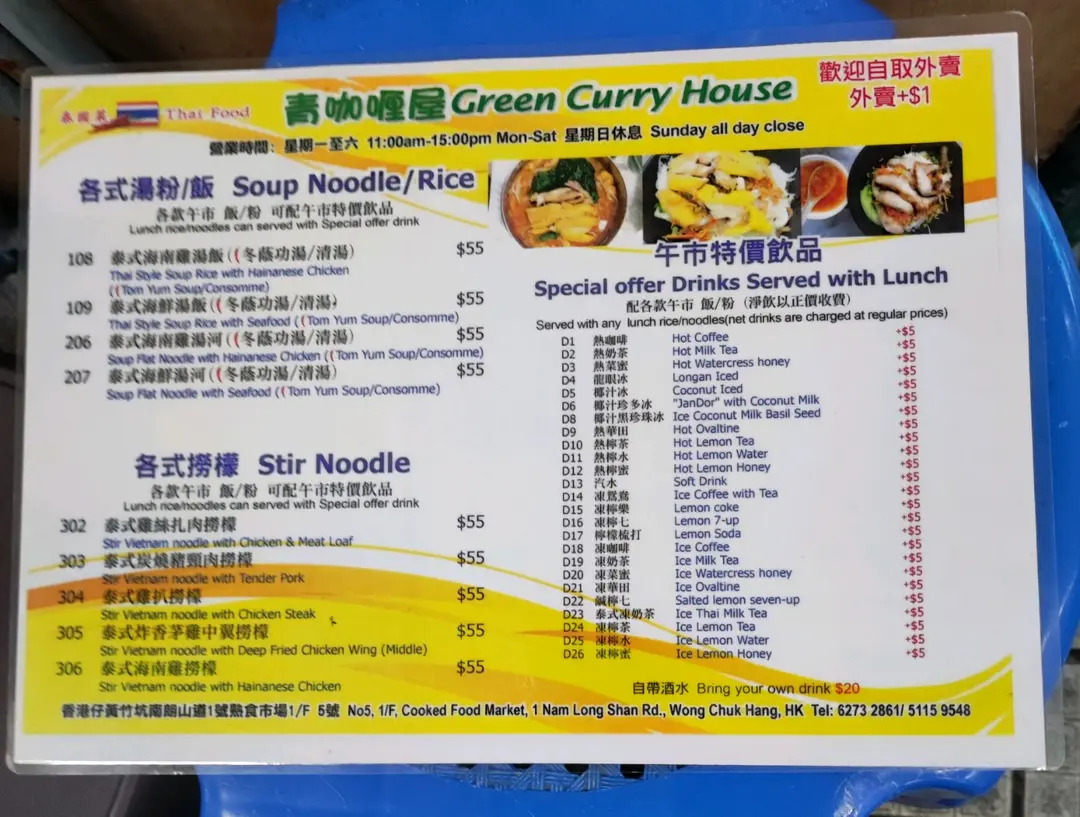 泰國菜 Thai Food
青咖喱屋 Green Curry House
歡迎自取外賣
外賣+$1
營業時間: 星期一至六 11:00am-15:00pm Mon-Sat 星期日休息 Sunday all day close
各式湯粉/飯 Soup Noodle/Rice
各款午市 飯/粉 可配午市特價飲品
Lunch rice/noodles can served with Special offer drink
108 泰式海南雞湯飯((冬蔭功湯/清湯) $55
Thai Style Soup Rice with Hainanese Chicken
((Tom Yum Soup/Consomme)
109 泰式海鮮湯飯((冬蔭功湯/清湯) $55
Thai Style Soup Rice with Seafood ((Tom Yum Soup/Consomme)
206 泰式海南雞湯河((冬蔭功湯/清湯) $55
Soup Flat Noodle with Hainanese Chicken ((Tom Yum Soup/Consomme)
207 泰式海鮮湯河((冬蔭功湯/清湯) $55
Soup Flat Noodle with Seafood ((Tom Yum Soup/Consomme)
各式撈檬 Stir Noodle
各款午市 飯/粉 可配午市特價飲品
Lunch rice/noodles can served with Special offer drink
302 泰式雞絲扎肉撈檬 $55
Stir Vietnam noodle with Chicken & Meat Loaf
303 泰式炭燒豬頸肉撈檬 $55
Stir Vietnam noodle with Tender Pork
304 泰式雞扒撈檬 $55
Stir Vietnam noodle with Chicken Steak
305 泰式炸香茅雞中翼撈檬 $55
Stir Vietnam noodle with Deep Fried Chicken Wing (Middle)
306 泰式海南雞撈檬 $55
Stir Vietnam noodle with Hainanese Chicken
午市特價飲品
Special offer Drinks Served with Lunch
配各款午市 飯/粉 (淨飲以正價收費)
Served with any lunch rice/noodles(net drinks are charged at regular prices)
D1 熱咖啡 Hot Coffee +$5
D2 熱奶茶 Hot Milk Tea +$5
D3 熱菜蜜 Hot Watercress honey +$5
D4 龍眼冰 Longan Iced +$5
D5 椰汁冰 Coconut Iced +$5
D6 椰汁珍多冰 "JanDor" with Coconut Milk +$5
D8 椰汁黑珍珠冰 Ice Coconut Milk Basil Seed +$5
D9 熱華田 Hot Ovaltine +$5
D10 熱檸茶 Hot Lemon Tea +$5
D11 熱檸水 Hot Lemon Water +$5
D12 熱檸蜜 Hot Lemon Honey +$5
D13 汽水 Soft Drink +$5
D14 凍鴛鴦 Ice Coffee with Tea +$5
D15 凍檸樂 Lemon coke +$5
D16 凍檸七 Lemon 7-up +$5
D17 檸檬梳打 Lemon Soda +$5
D18 凍咖啡 Ice Coffee +$5
D19 凍奶茶 Ice Milk Tea +$5
D20 凍菜蜜 Ice Watercress honey +$5
D21 凍華田 Ice Ovaltine +$5
D22 鹹檸七 Salted lemon seven-up +$5
D23 泰式凍奶茶 Ice Thai Milk Tea +$5
D24 凍檸茶 Ice Lemon Tea +$5
D25 凍檸水 Ice Lemon Water +$5
D26 凍檸蜜 Ice Lemon Honey +$5
自帶酒水 Bring your own drink $20
香港仔黃竹坑南朗山道1號熟食市場1/F 5號 No5, 1/F, Cooked Food Market, 1 Nam Long Shan Rd., Wong Chuk Hang, HK Tel: 6273 2861/ 5115 9548